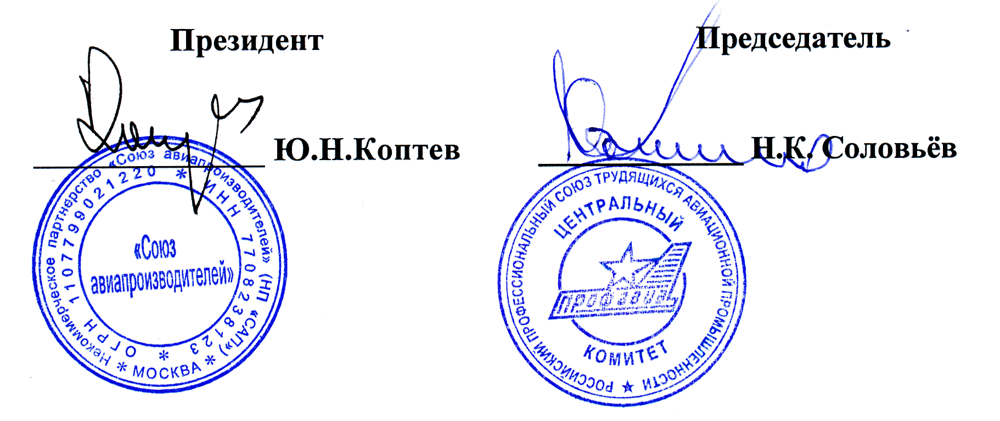 Президент
Ю.Н.Коптев
Некоммерческое партнерство «Союз авиапроизводителей» (НП «САП»)
* МОСКВА *
ОГРН 1107799021220 * ИНН 7708238123 *
«Союз
авиапроизводителей»
Председатель
Н.К. Соловьёв
РОССИЙСКИЙ ПРОФЕССИОНАЛЬНЫЙ СОЮЗ ТРУДЯЩИХСЯ АВИАЦИОННОЙ ПРОМЫШЛЕННОСТИ
ЦЕНТРАЛЬНЫЙ
Профавиа
КОМИТЕТ